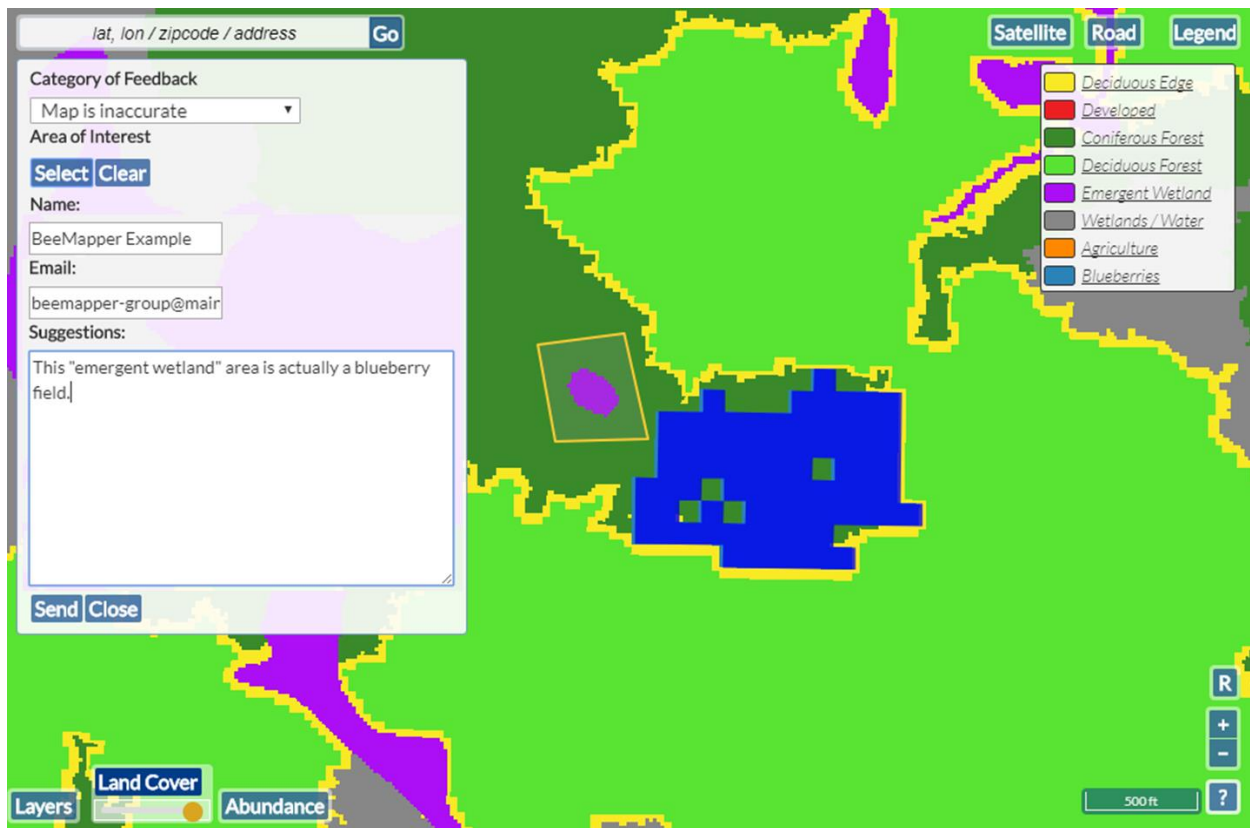 lat, lon / zipcode / address
Go
Satellite
Road
Legend
Category of Feedback
Map is inaccurate
Area of Interest
Select
Clear
Name:
BeeMapper Example
Email:
beemapper-group@mair
Suggestions:
This "emergent wetland" area is actually a blueberry
field.
Send
Close
Deciduous Edge
Developed
Coniferous Forest
Deciduous Forest
Emergent Wetland
Wetlands / Water
Agriculture
Blueberries
R
+
–
Layers
Land Cover
Abundance
500 ft
?